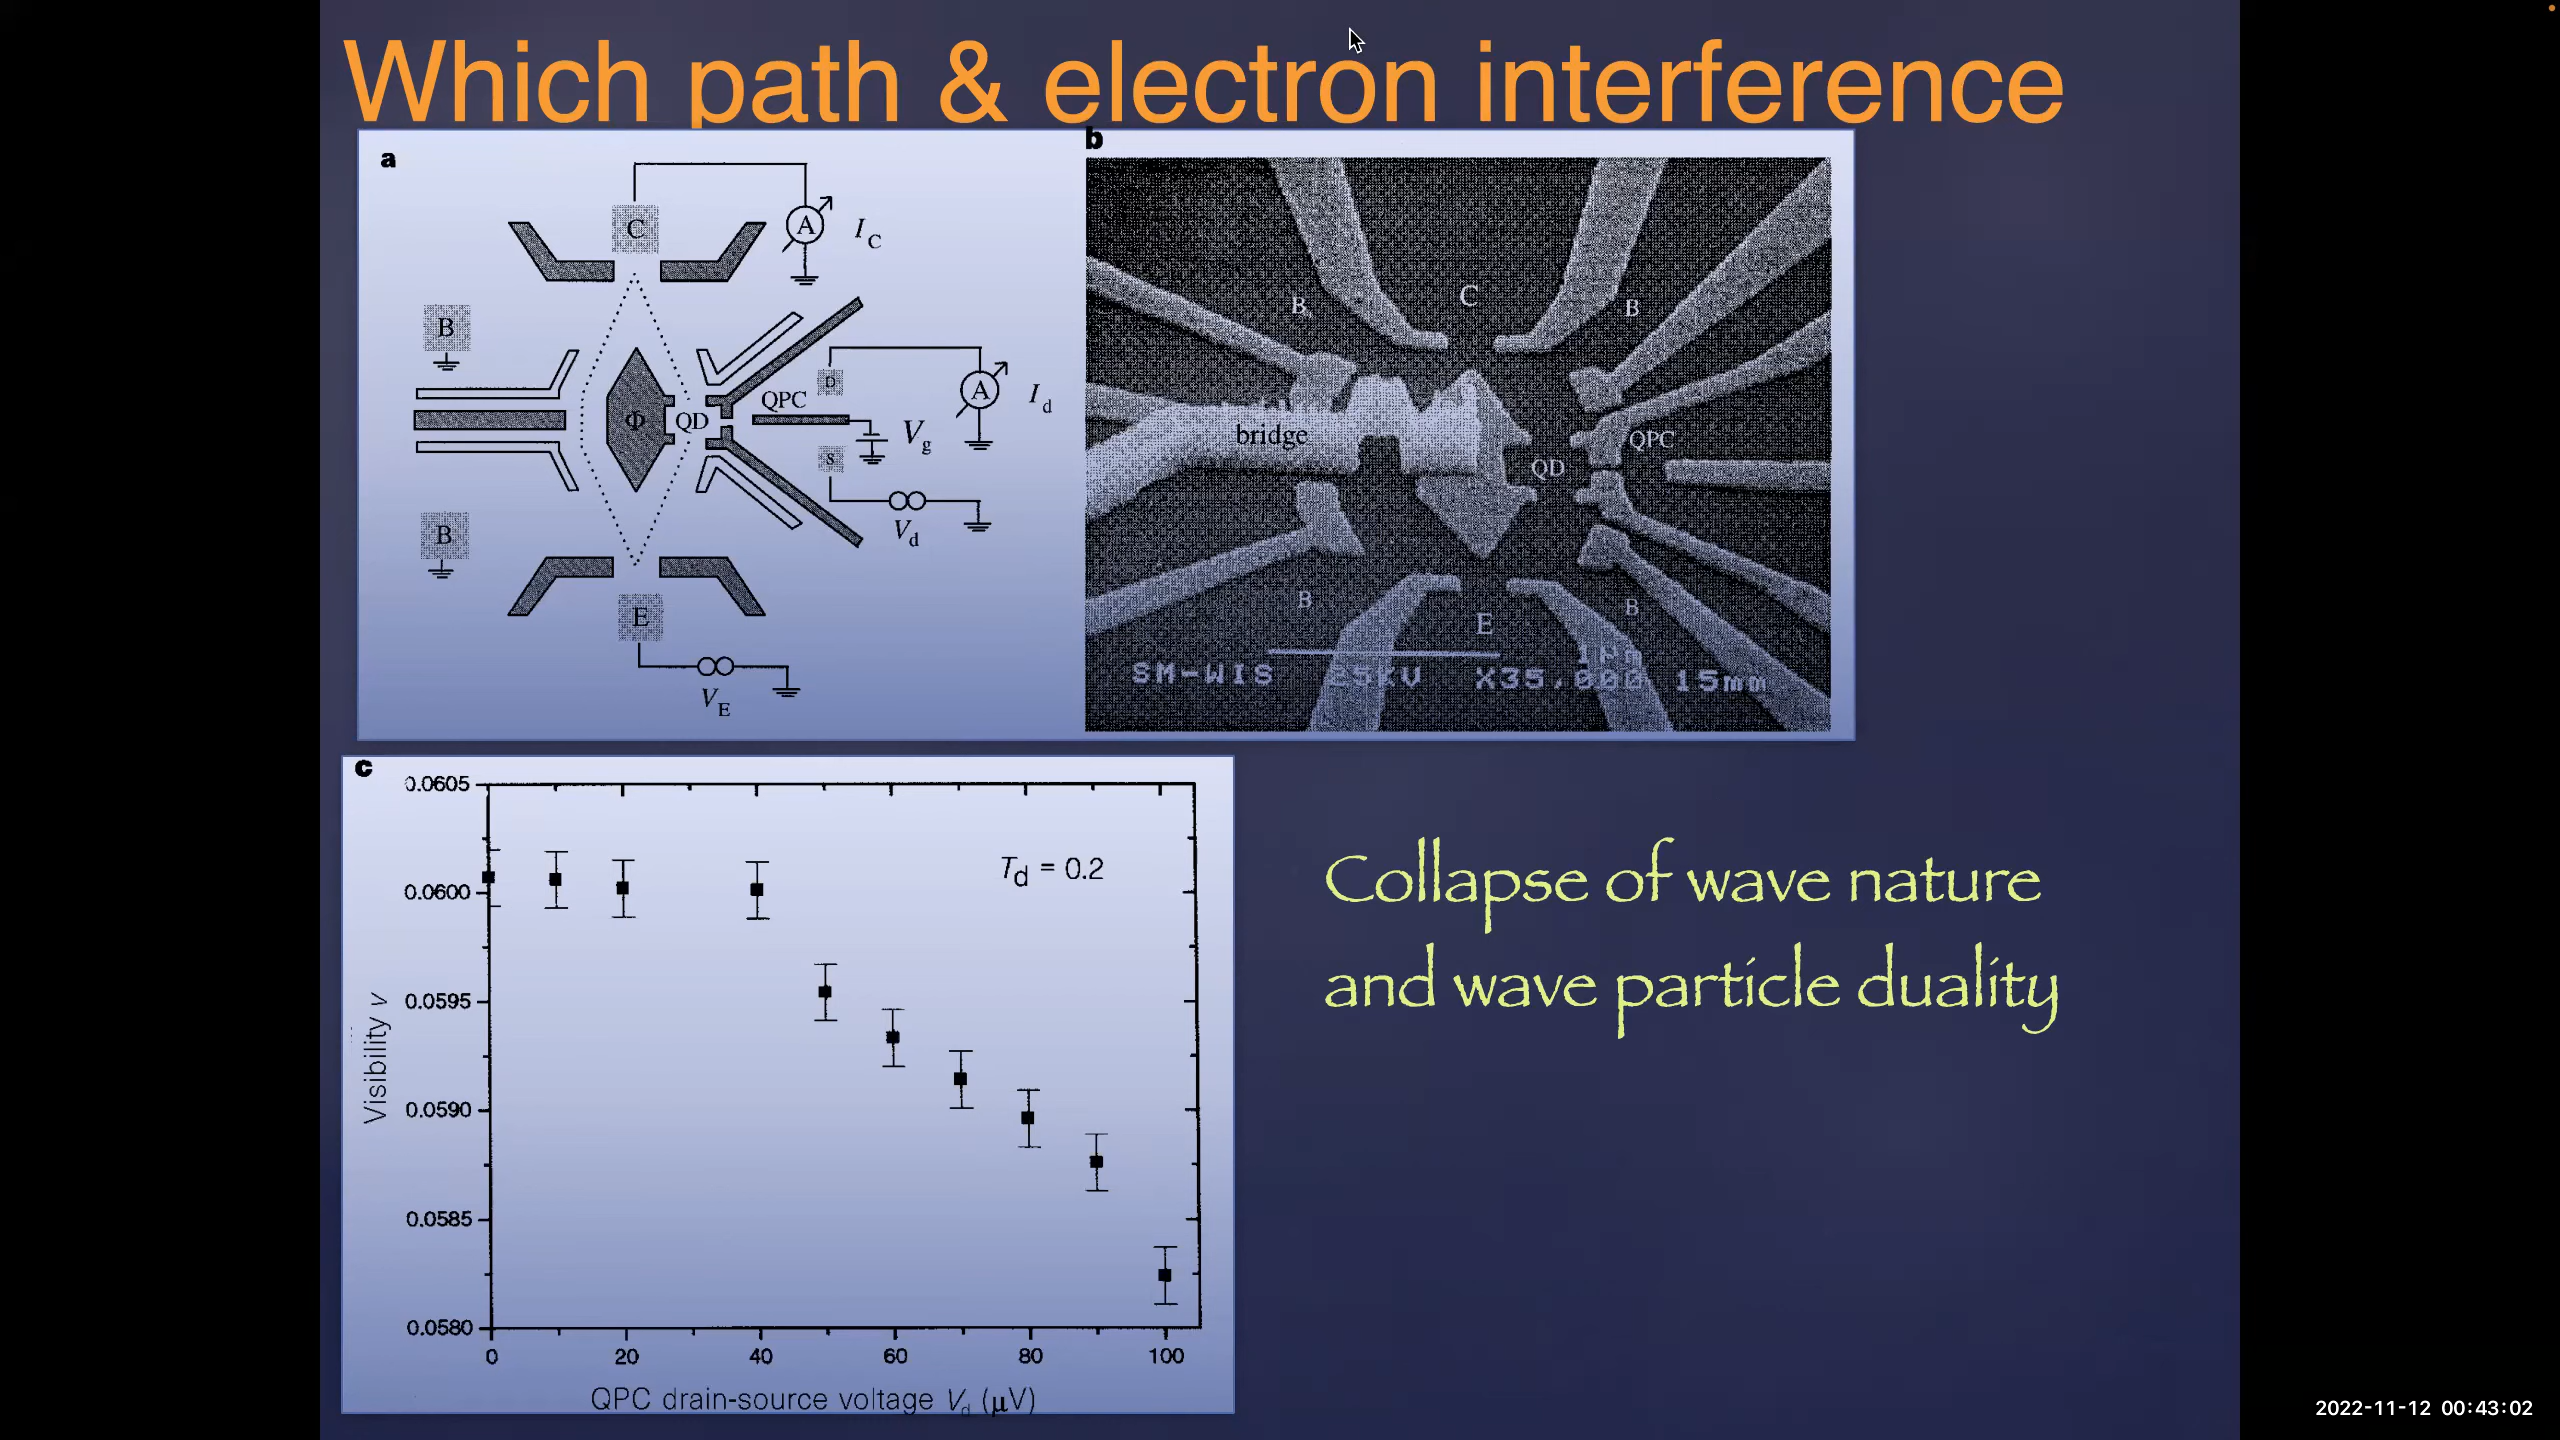 Which path & electron interference
a
C
A
I_C
B
D
A
I_d
QPC
Φ
QD
V_g
S
V_d
B
E
V_E
b
B
C
B
bridge
QPC
QD
B
E
B
1μm
SM-WIS 25KV X35,000 15mm
c
0.0605
T_d = 0.2
0.0600
0.0595
Visibility v
0.0590
0.0585
0.0580
0 20 40 60 80 100
QPC drain-source voltage V_d (μV)
Collapse of wave nature
and wave particle duality
2022-11-12 00:43:02